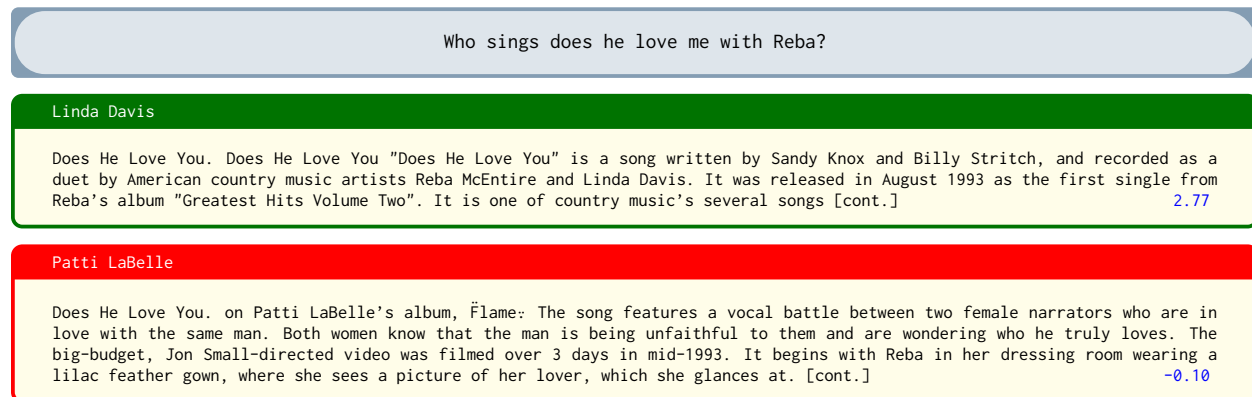 Who sings does he love me with Reba?
Linda Davis
Does He Love You. Does He Love You "Does He Love You" is a song written by Sandy Knox and Billy Stritch, and recorded as a
duet by American country music artists Reba McEntire and Linda Davis. It was released in August 1993 as the first single from
Reba's album "Greatest Hits Volume Two". It is one of country music's several songs [cont.] 2.77
Patti LaBelle
Does He Love You. on Patti LaBelle's album, F̈lame.̈ The song features a vocal battle between two female narrators who are in
love with the same man. Both women know that the man is being unfaithful to them and are wondering who he truly loves. The
big-budget, Jon Small-directed video was filmed over 3 days in mid-1993. It begins with Reba in her dressing room wearing a
lilac feather gown, where she sees a picture of her lover, which she glances at. [cont.] -0.10